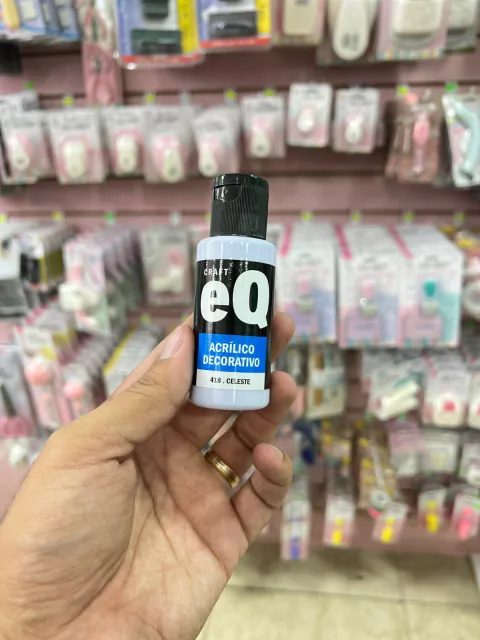 CRAFT
eQ
ACRÍLICO
DECORATIVO
418 . CELESTE